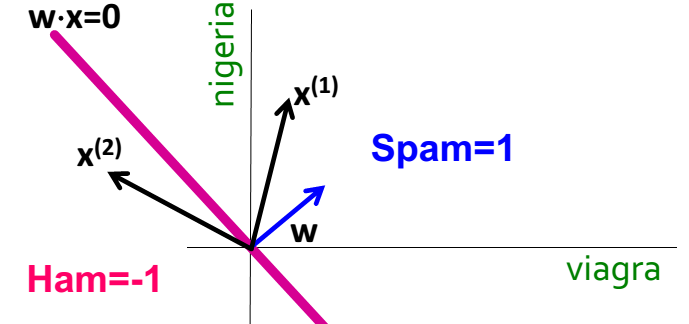 w·x=0
nigeria
x(1)
x(2)
Spam=1
w
Ham=-1
viagra